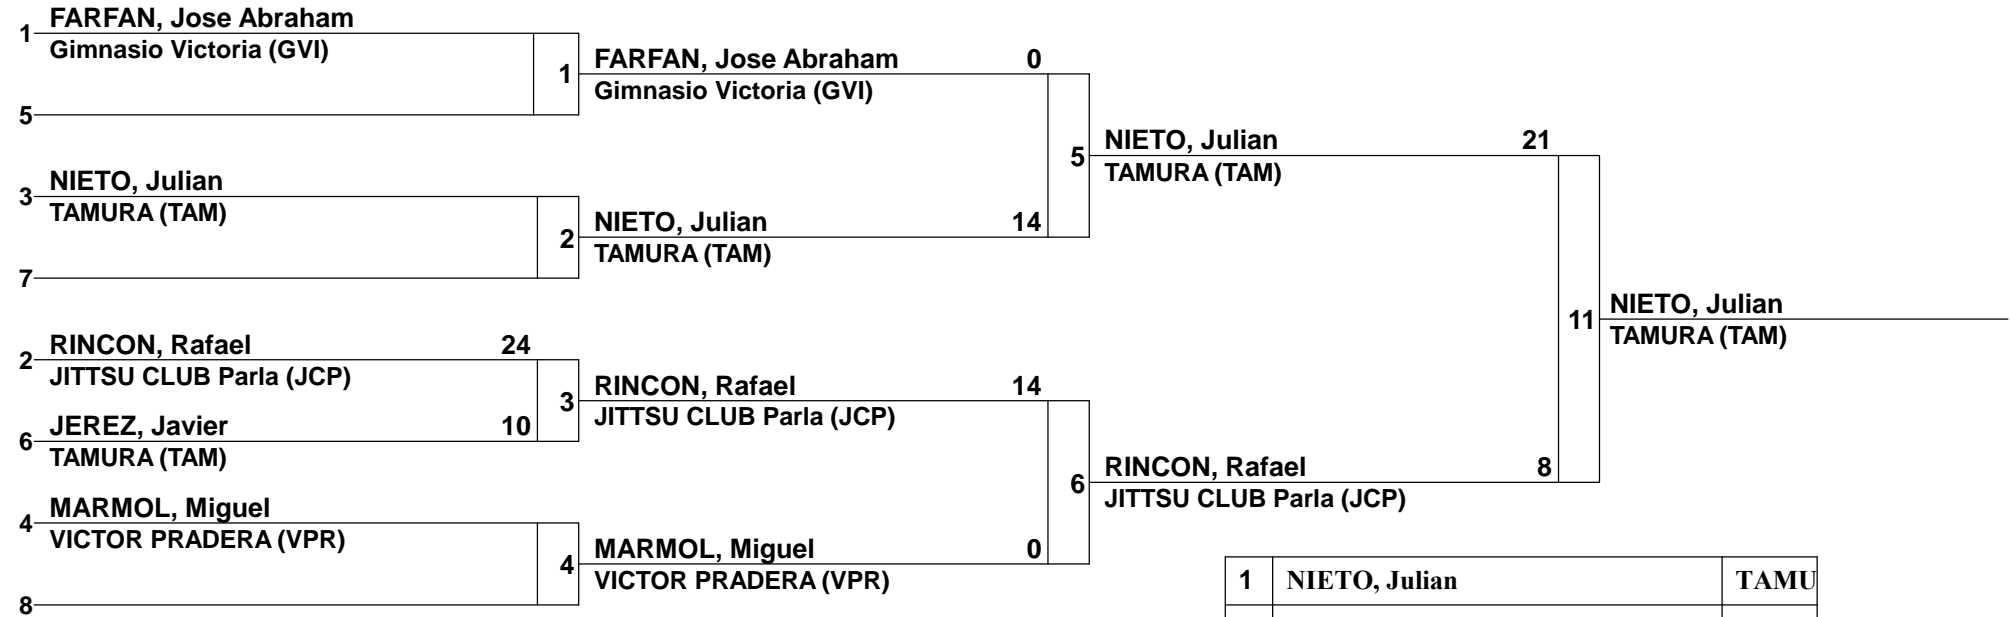 FARFAN, Jose Abraham
1
Gimnasio Victoria (GVI)
5
NIETO, Julian
3
TAMURA (TAM)
7
RINCON, Rafael 24
2
JITTSU CLUB Parla (JCP)
JEREZ, Javier 10
6
TAMURA (TAM)
MARMOL, Miguel
4
VICTOR PRADERA (VPR)
8
1
FARFAN, Jose Abraham 0
Gimnasio Victoria (GVI)
2
NIETO, Julian 14
TAMURA (TAM)
3
RINCON, Rafael 14
JITTSU CLUB Parla (JCP)
4
MARMOL, Miguel 0
VICTOR PRADERA (VPR)
5
NIETO, Julian 21
TAMURA (TAM)
6
RINCON, Rafael 8
JITTSU CLUB Parla (JCP)
11
NIETO, Julian
TAMURA (TAM)
1 NIETO, Julian TAMU